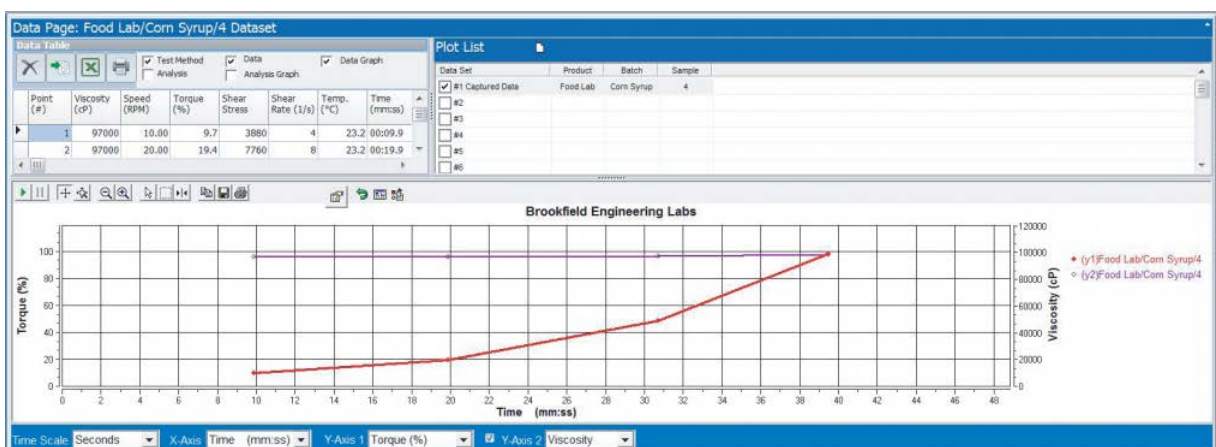 Data Page: Food Lab/Corn Syrup/4 Dataset
Data Table
Test Method
Data
Data Graph
Analysis
Analysis Graph
Point (#) Viscosity (cP) Speed (RPM) Torque (%) Shear Stress Shear Rate (1/s) Temp. (°C) Time (mm:ss)
1 97000 10.00 9.7 3880 4 23.2 00:09.9
2 97000 20.00 19.4 7760 8 23.2 00:19.9
Plot List
Data Set Product Batch Sample
#1 Captured Data Food Lab Corn Syrup 4
#2
#3
#4
#5
#6
Brookfield Engineering Labs
Torque (%)
100
80
60
40
20
0
120000
100000
80000
60000
40000
20000
0
Viscosity (cP)
(y1)Food Lab/Corn Syrup/4
(y2)Food Lab/Corn Syrup/4
0 2 4 6 8 10 12 14 16 18 20 22 24 26 28 30 32 34 36 38 40 42 44 46 48
Time (mm:ss)
Time Scale Seconds X-Axis Time (mm:ss) Y-Axis 1 Torque (%) Y-Axis 2 Viscosity